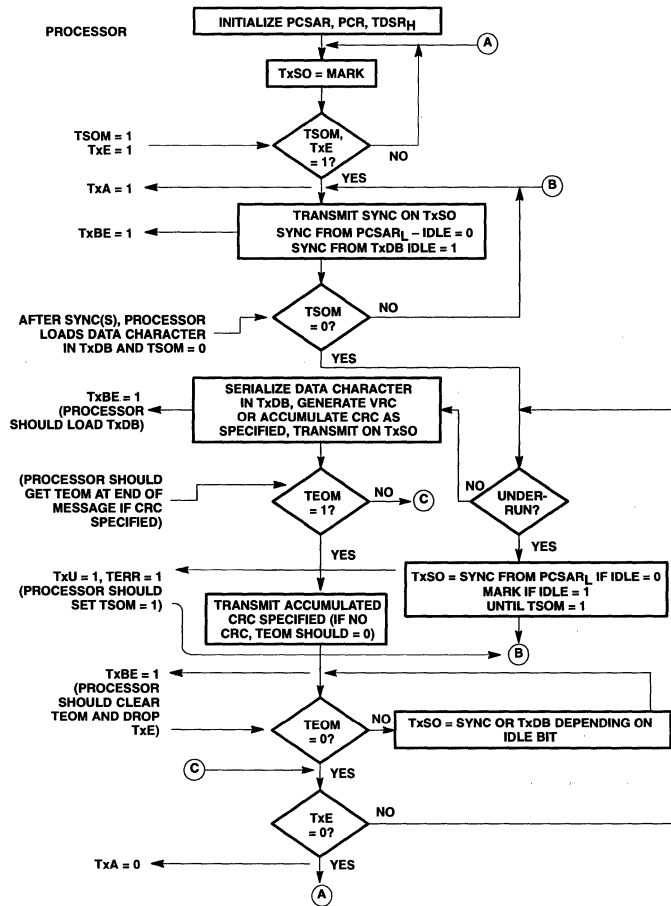 PROCESSOR
INITIALIZE PCSAR, PCR, TDSRH
A
TxSO = MARK
TSOM = 1
TxE = 1
TSOM,
TxE
= 1?
NO
YES
TxA = 1
B
TRANSMIT SYNC ON TxSO
SYNC FROM PCSARL – IDLE = 0
SYNC FROM TxDB IDLE = 1
TxBE = 1
TSOM
= 0?
NO
AFTER SYNC(S), PROCESSOR
LOADS DATA CHARACTER
IN TxDB AND TSOM = 0
YES
TxBE = 1
(PROCESSOR
SHOULD LOAD TxDB)
SERIALIZE DATA CHARACTER
IN TxDB, GENERATE VRC
OR ACCUMULATE CRC AS
SPECIFIED, TRANSMIT ON TxSO
(PROCESSOR SHOULD
GET TEOM AT END OF
MESSAGE IF CRC
SPECIFIED)
TEOM
= 1?
NO
C
NO
UNDER-
RUN?
YES
YES
TxU = 1, TERR = 1
(PROCESSOR SHOULD
SET TSOM = 1)
TxSO = SYNC FROM PCSARL IF IDLE = 0
MARK IF IDLE = 1
UNTIL TSOM = 1
TRANSMIT ACCUMULATED
CRC SPECIFIED (IF NO
CRC, TEOM SHOULD = 0)
B
TxBE = 1
(PROCESSOR
SHOULD CLEAR
TEOM AND DROP
TxE)
TEOM
= 0?
NO
TxSO = SYNC OR TxDB DEPENDING ON
IDLE BIT
C
YES
TxE
= 0?
NO
TxA = 0
YES
A